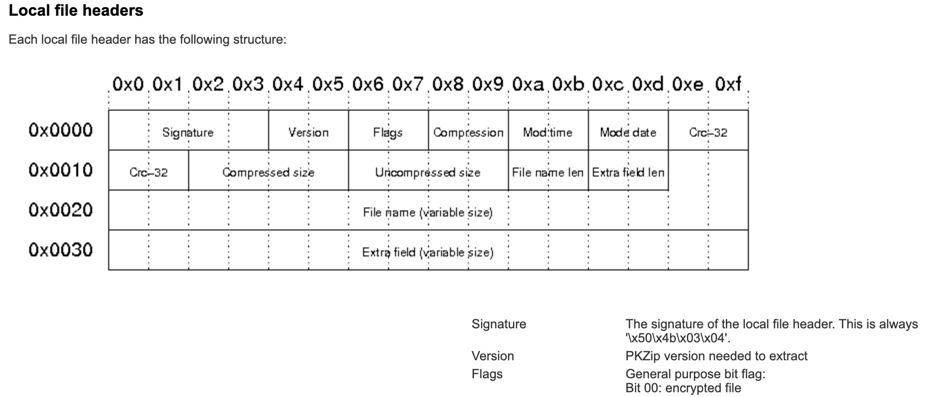 Local file headers
Each local file header has the following structure:
0x0 0x1 0x2 0x3 0x4 0x5 0x6 0x7 0x8 0x9 0xa 0xb 0xc 0xd 0xe 0xf
0x0000 Signature Version Flags Compression Mod time Mode date Crc-32
0x0010 Crc-32 Compressed size Uncompressed size File name len Extra field len
0x0020 File name (variable size)
0x0030 Extra field (variable size)
Signature The signature of the local file header. This is always
'\x50\x4b\x03\x04'.
Version PKZip version needed to extract
Flags General purpose bit flag:
Bit 00: encrypted file